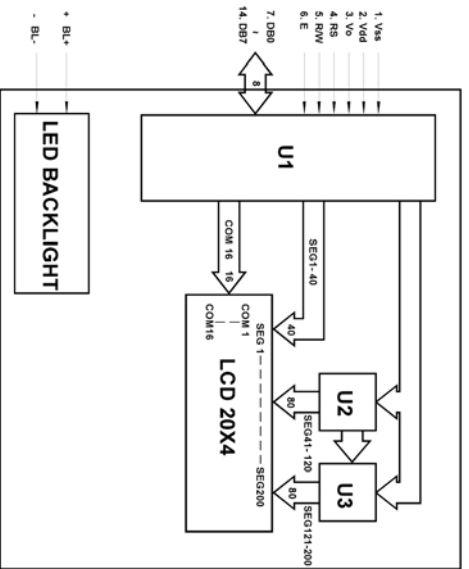 1. Vss
2. Vdd
3. Vo
4. RS
5. R/W
6. E
7. DB0
/
14. DB7
8
+ BL+
- BL-
U1
SEG1- 40
40
COM 16
16
U2
U3
80
SEG41- 120
80
SEG121-200
SEG 1
SEG200
COM 1
COM16
LCD 20X4
LED BACKLIGHT